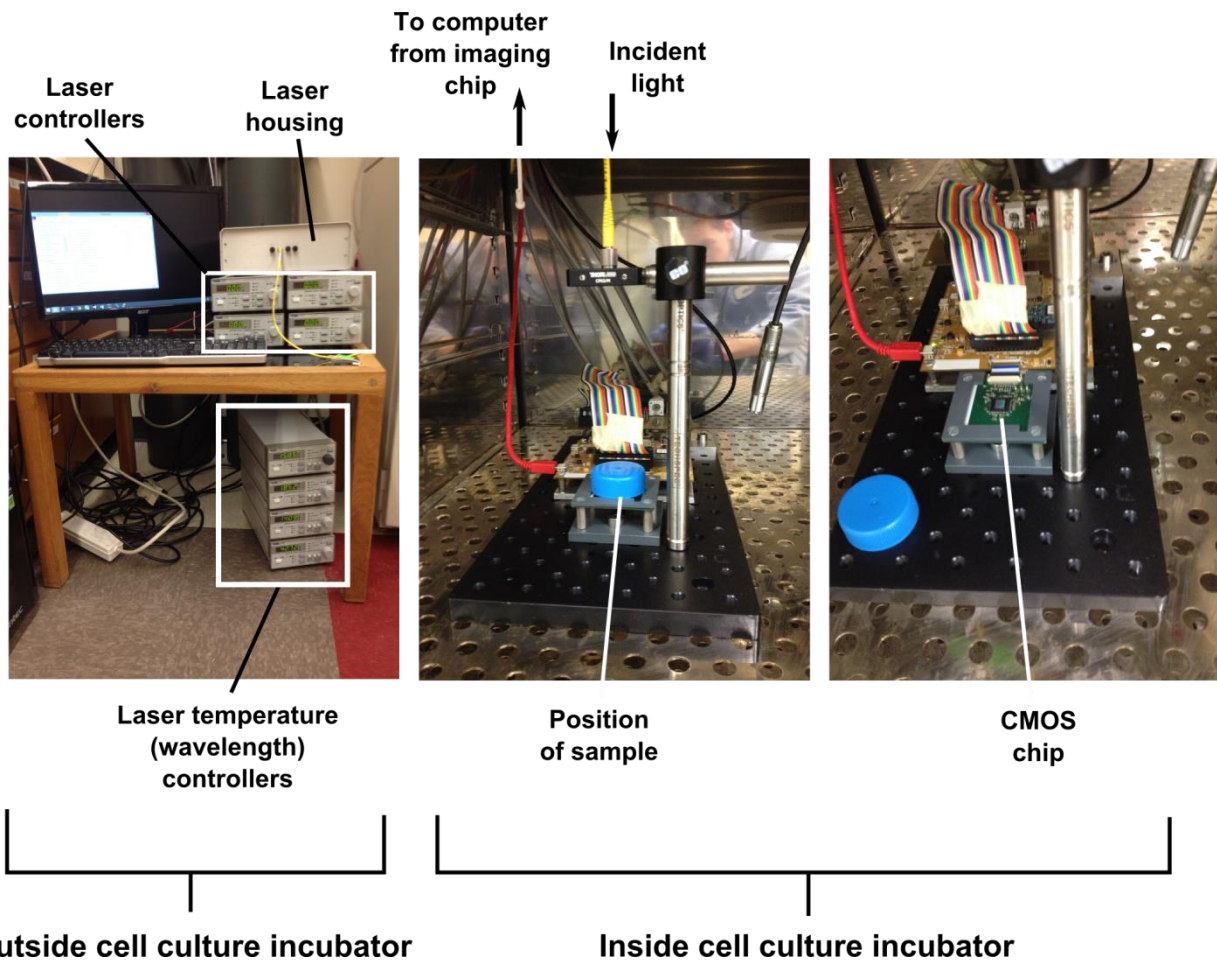 To computer
from imaging
chip
Incident
light
Laser
controllers
Laser
housing
THORLABS
Laser temperature
(wavelength)
controllers
Position
of sample
CMOS
chip
utside cell culture incubator
Inside cell culture incubator